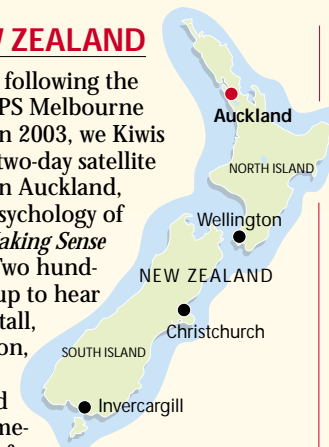 W ZEALAND
following the
PS Melbourne
n 2003, we Kiwis
two-day satellite
n Auckland,
sychology of
aking Sense
Two hund-
up to hear
tall,
on,
d
me-
Auckland
NORTH ISLAND
Wellington
NEW ZEALAND
Christchurch
SOUTH ISLAND
Invercargill